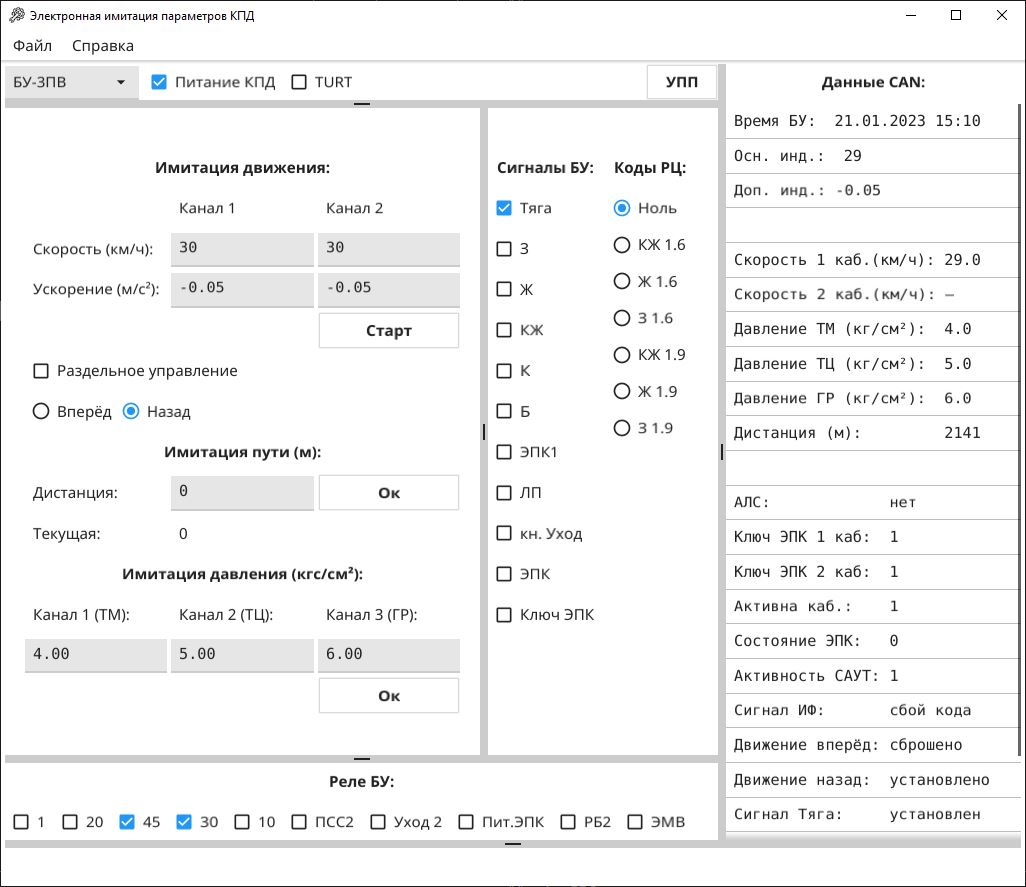 Электронная имитация параметров КПД
Файл Справка
БУ-3ПВ Питание КПД TURT УПП
Имитация движения:
Канал 1 Канал 2
Скорость (км/ч): 30 30
Ускорение (м/с²): -0.05 -0.05
Старт
Раздельное управление
Вперёд Назад
Имитация пути (м):
Дистанция: 0 Ок
Текущая: 0
Имитация давления (кгс/см²):
Канал 1 (ТМ): Канал 2 (ТЦ): Канал 3 (ГР):
4.00 5.00 6.00
Ок
Сигналы БУ:
Тяга
З
Ж
КЖ
К
Б
ЭПК1
ЛП
кн. Уход
ЭПК
Ключ ЭПК
Коды РЦ:
Ноль
КЖ 1.6
Ж 1.6
З 1.6
КЖ 1.9
Ж 1.9
З 1.9
Реле БУ:
1 20 45 30 10 ПСС2 Уход 2 Пит.ЭПК РБ2 ЭМВ
Данные CAN:
Время БУ: 21.01.2023 15:10
Осн. инд.: 29
Доп. инд.: -0.05
Скорость 1 каб.(км/ч): 29.0
Скорость 2 каб.(км/ч): —
Давление ТМ (кг/см²): 4.0
Давление ТЦ (кг/см²): 5.0
Давление ГР (кг/см²): 6.0
Дистанция (м): 2141
АЛС: нет
Ключ ЭПК 1 каб: 1
Ключ ЭПК 2 каб: 1
Активна каб.: 1
Состояние ЭПК: 0
Активность САУТ: 1
Сигнал ИФ: сбой кода
Движение вперёд: сброшено
Движение назад: установлено
Сигнал Тяга: установлен